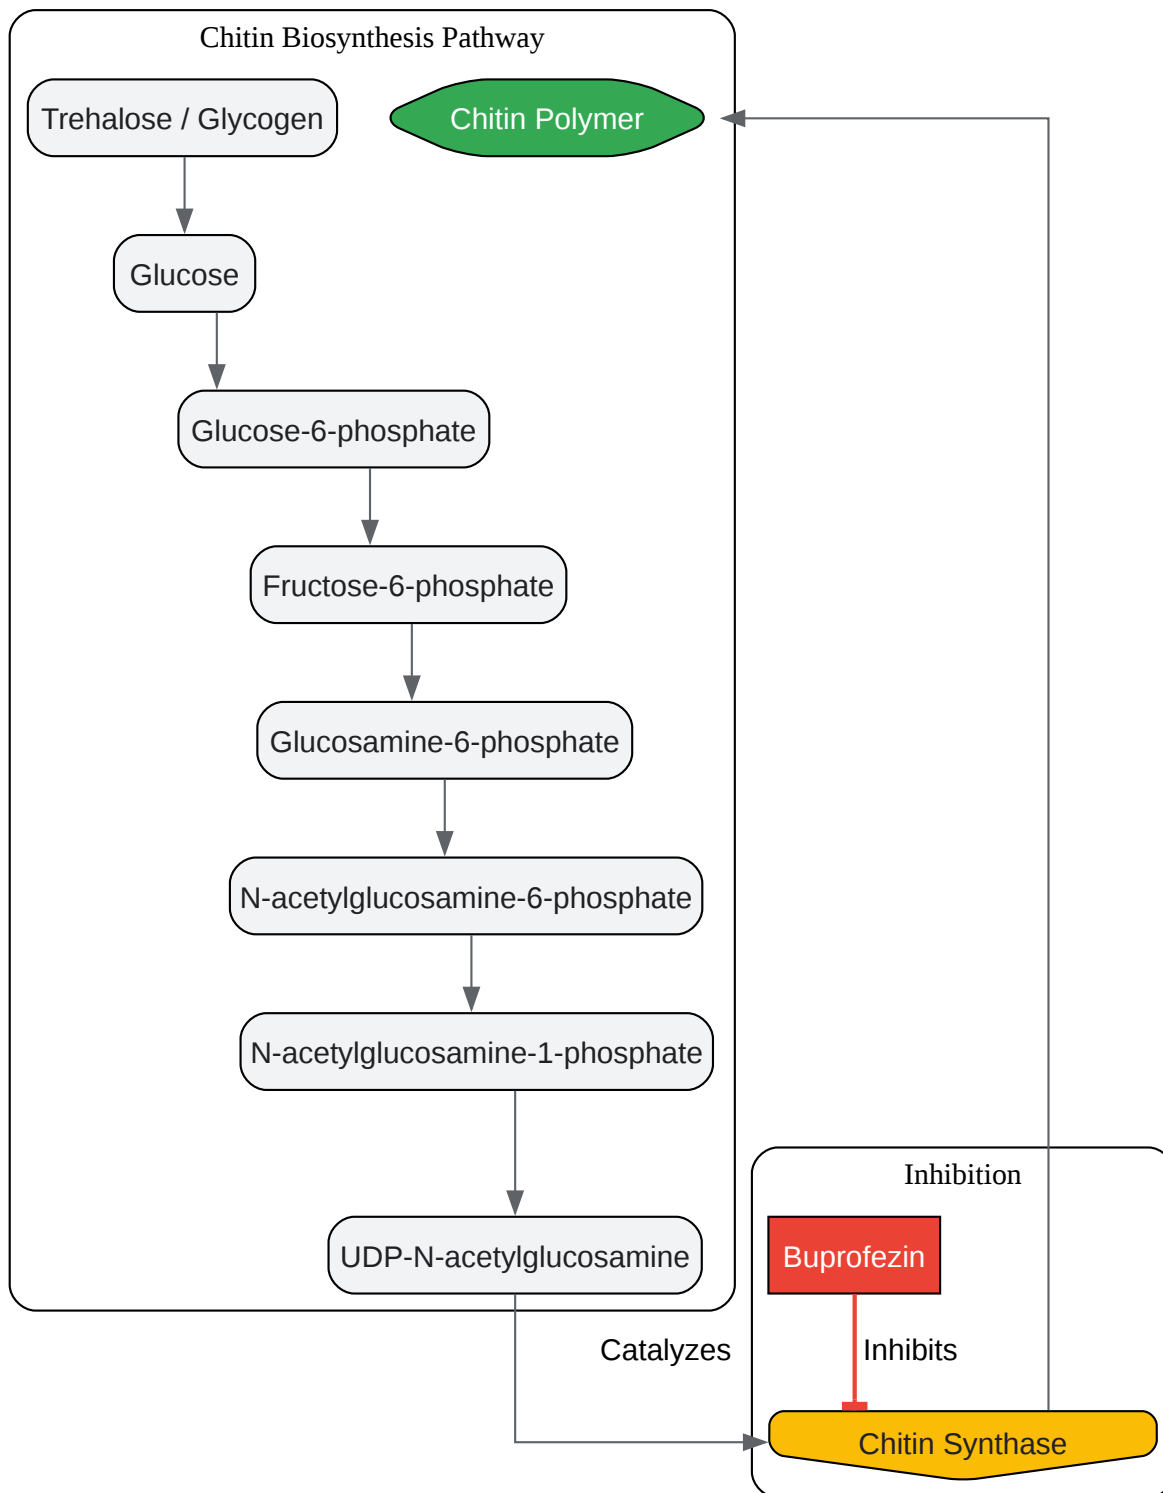 Chitin Biosynthesis Pathway
Trehalose / Glycogen
Chitin Polymer
Glucose
Glucose-6-phosphate
Fructose-6-phosphate
Glucosamine-6-phosphate
N-acetylglucosamine-6-phosphate
N-acetylglucosamine-1-phosphate
UDP-N-acetylglucosamine
Inhibition
Buprofezin
Catalyzes
Inhibits
Chitin Synthase